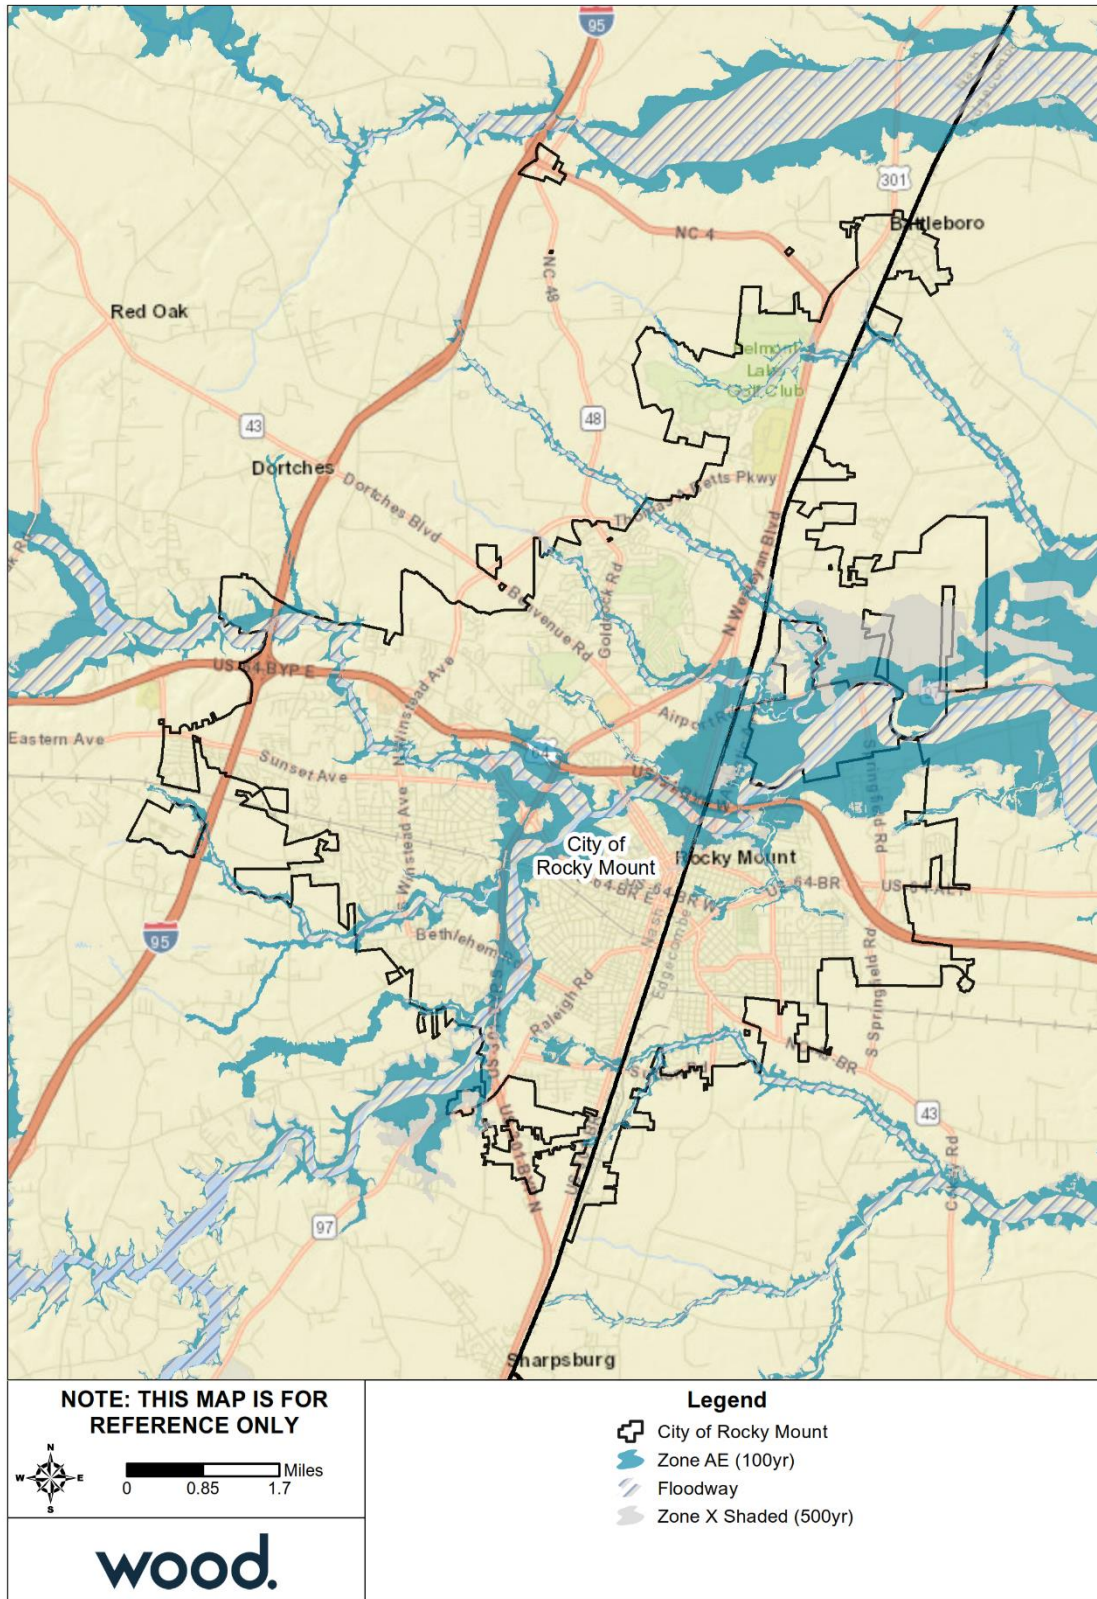 95
301
Battleboro
NC 4
NC 48
Red Oak
Belmont
Lake
Golf Club
43
48
Dortches
Dortches Blvd
Thomas A Betts Pkwy
N Wesleyan Blvd
Goldrock Rd
Benvenue Rd
US-64-BYP E
N Winstead Ave
Airport Rd
Eastern Ave
Sunset Ave
64
City of
Rocky Mount
Rocky Mount
64-BR E
US-64-BR W
US-64-BR
US-64-ALT
S Winstead Ave
Bethlehem Rd
Nash
Edgecombe
Raleigh Rd
95
S Springfield Rd
43
97
Sharpsburg
NOTE: THIS MAP IS FOR
REFERENCE ONLY
N
W E
S
Miles
0 0.85 1.7
wood.
Legend
City of Rocky Mount
Zone AE (100yr)
Floodway
Zone X Shaded (500yr)